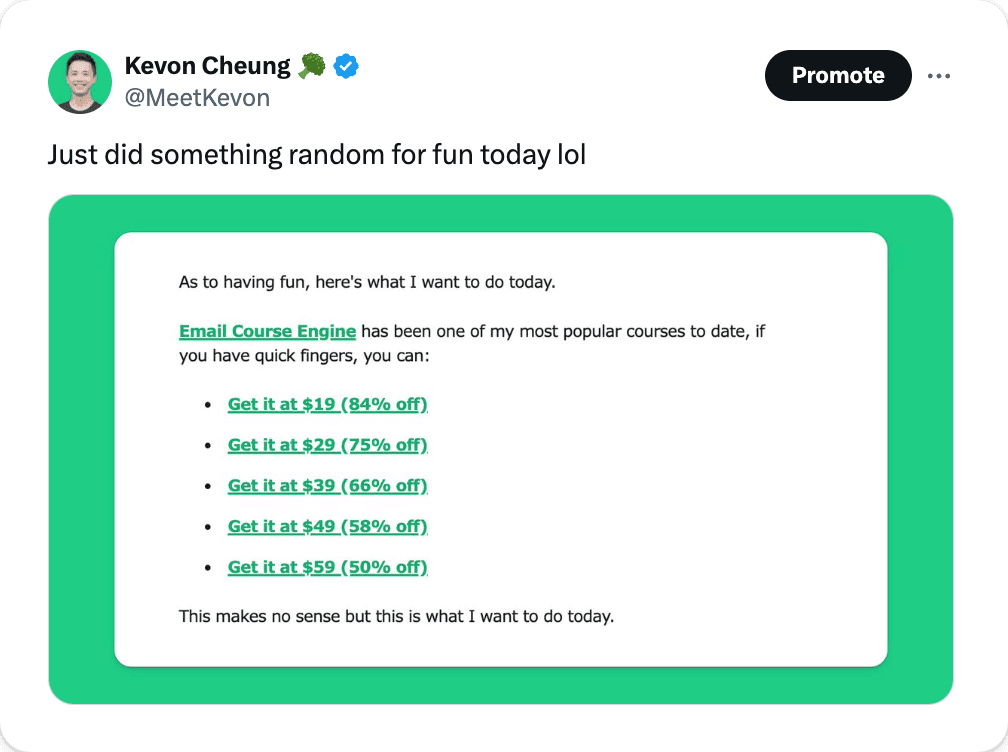 Kevon Cheung 🥦
@MeetKevon
Promote
Just did something random for fun today lol
As to having fun, here's what I want to do today.
Email Course Engine has been one of my most popular courses to date, if
you have quick fingers, you can:
• Get it at $19 (84% off)
• Get it at $29 (75% off)
• Get it at $39 (66% off)
• Get it at $49 (58% off)
• Get it at $59 (50% off)
This makes no sense but this is what I want to do today.